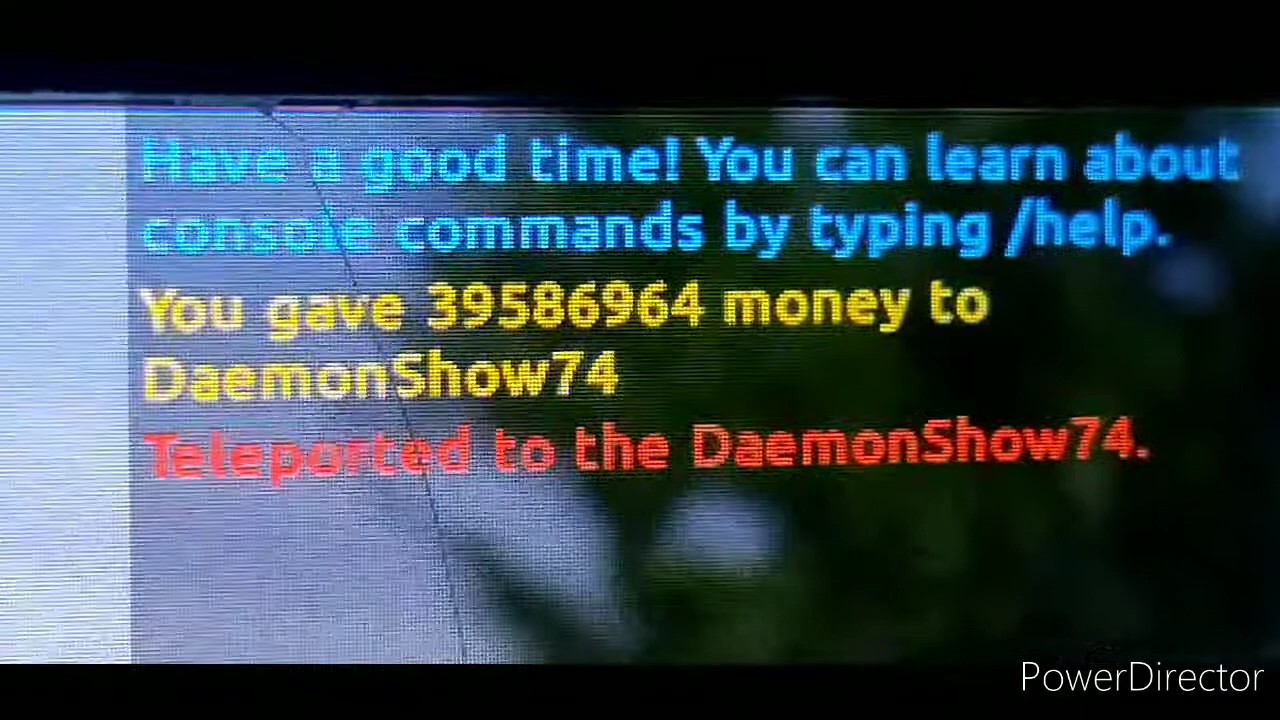 Have a good time! You can learn about
console commands by typing /help.
You gave 39586964 money to
DaemonShow74
Teleported to the DaemonShow74.
PowerDirector